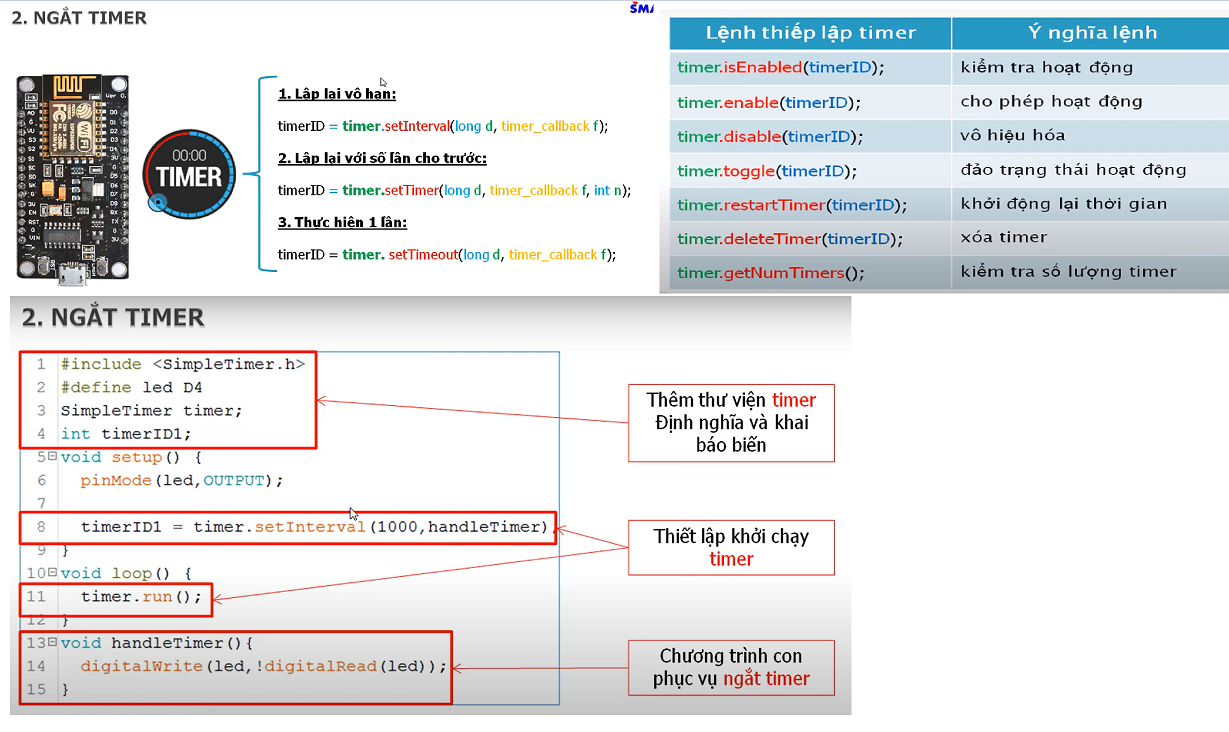 2. NGẮT TIMER
00:00
TIMER
1. Lặp lại vô hạn:
timerID = timer.setInterval(long d, timer_callback f);
2. Lặp lại với số lần cho trước:
timerID = timer.setTimer(long d, timer_callback f, int n);
3. Thực hiện 1 lần:
timerID = timer. setTimeout(long d, timer_callback f);
Lệnh thiếp lập timer
Ý nghĩa lệnh
timer.isEnabled(timerID);
kiểm tra hoạt động
timer.enable(timerID);
cho phép hoạt động
timer.disable(timerID);
vô hiệu hóa
timer.toggle(timerID);
đảo trạng thái hoạt động
timer.restartTimer(timerID);
khởi động lại thời gian
timer.deleteTimer(timerID);
xóa timer
timer.getNumTimers();
kiểm tra số lượng timer
2. NGẮT TIMER
1 #include <SimpleTimer.h>
2 #define led D4
3 SimpleTimer timer;
4 int timerID1;
5 void setup() {
6 pinMode(led,OUTPUT);
7
8 timerID1 = timer.setInterval(1000,handleTimer)
9 }
10 void loop() {
11 timer.run();
12 }
13 void handleTimer(){
14 digitalWrite(led,!digitalRead(led));
15 }
Thêm thư viện timer
Định nghĩa và khai
báo biến
Thiết lập khởi chạy
timer
Chương trình con
phục vụ ngắt timer